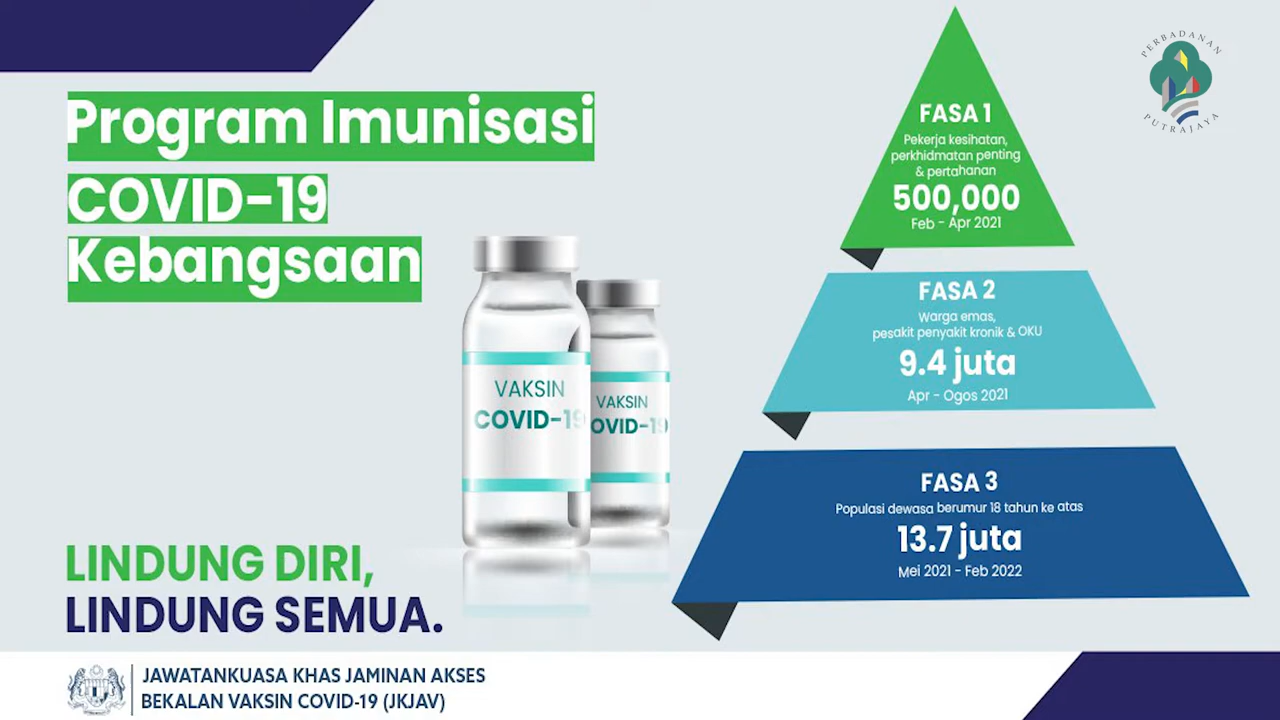 Program Imunisasi
COVID-19
Kebangsaan
VAKSIN
COVID-19
VAKSIN
OVID-19
LINDUNG DIRI,
LINDUNG SEMUA.
JAWATANKUASA KHAS JAMINAN AKSES
BEKALAN VAKSIN COVID-19 (JKJAV)
PERBADANAN
PUTRAJAYA
FASA 1
Pekerja kesihatan,
perkhidmatan penting
& pertahanan
500,000
Feb - Apr 2021
FASA 2
Warga emas,
pesakit penyakit kronik & OKU
9.4 juta
Apr - Ogos 2021
FASA 3
Populasi dewasa berumur 18 tahun ke atas
13.7 juta
Mei 2021 - Feb 2022